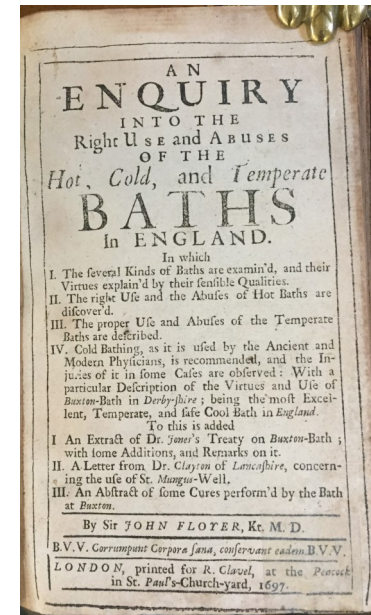 AN
ENQUIRY
INTO THE
Right USE and ABUSES
OF THE
Hot, Cold, and Temperate
BATHS
In ENGLAND.
In which
I. The ſeveral Kinds of Baths are examin'd, and their
Virtues explain'd by their ſenſible Qualities.
II. The right Uſe and the Abuſes of Hot Baths are
diſcover'd.
III. The proper Uſe and Abuſes of the Temperate
Baths are deſcribed.
IV. Cold Bathing, as it is uſed by the Ancient and
Modern Phyſicians, is recommended, and the In-
juries of it in ſome Caſes are obſerved: With a
particular Deſcription of the Virtues and Uſe of
Buxton-Bath in Derby-ſhire; being the moſt Excel-
lent, Temperate, and ſafe Cool Bath in England.
To this is added
I An Extract of Dr. Jones's Treaty on Buxton-Bath;
with ſome Additions, and Remarks on it.
II. A Letter from Dr. Clayton of Lancaſhire, concern-
ing the uſe of St. Mungus-Well.
III. An Abſtract of ſome Cures perform'd by the Bath
at Buxton.
By Sir JOHN FLOYER, Kt. M. D.
B.V.V. Corrumpunt Corpora ſana, conſervant eadem B.V.V.
LONDON, printed for R. Clavel, at the Peacock
in St. Paul's-Church-yard, 1697.